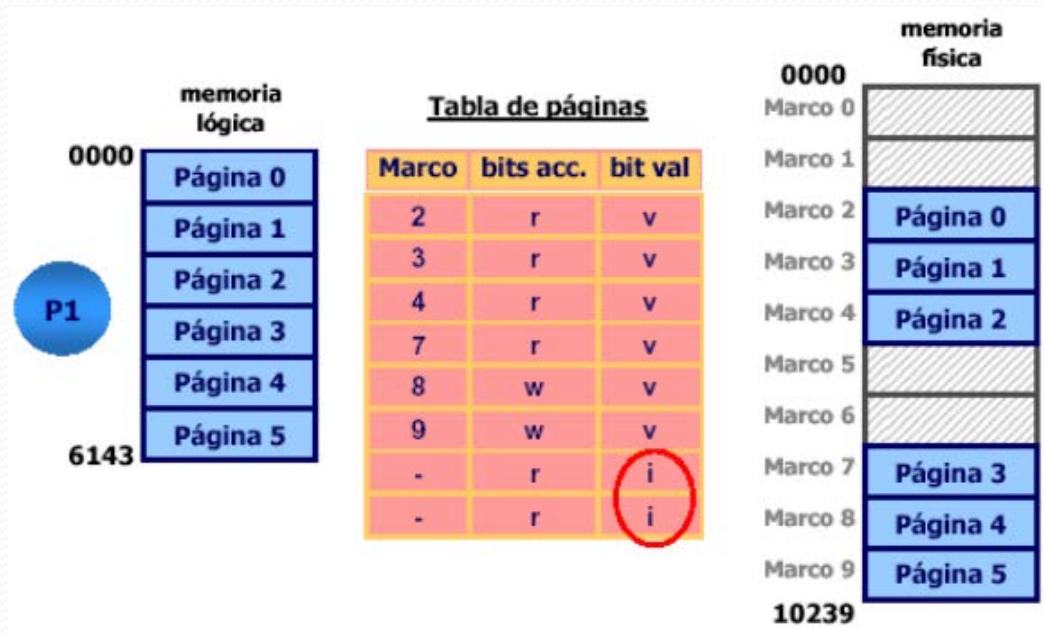 P1
memoria
lógica
0000
Página 0
Página 1
Página 2
Página 3
Página 4
Página 5
6143
Tabla de páginas
Marco bits acc. bit val
2 r v
3 r v
4 r v
7 r v
8 w v
9 w v
- r i
- r i
memoria
física
0000
Marco 0
Marco 1
Marco 2 Página 0
Marco 3 Página 1
Marco 4 Página 2
Marco 5
Marco 6
Marco 7 Página 3
Marco 8 Página 4
Marco 9 Página 5
10239